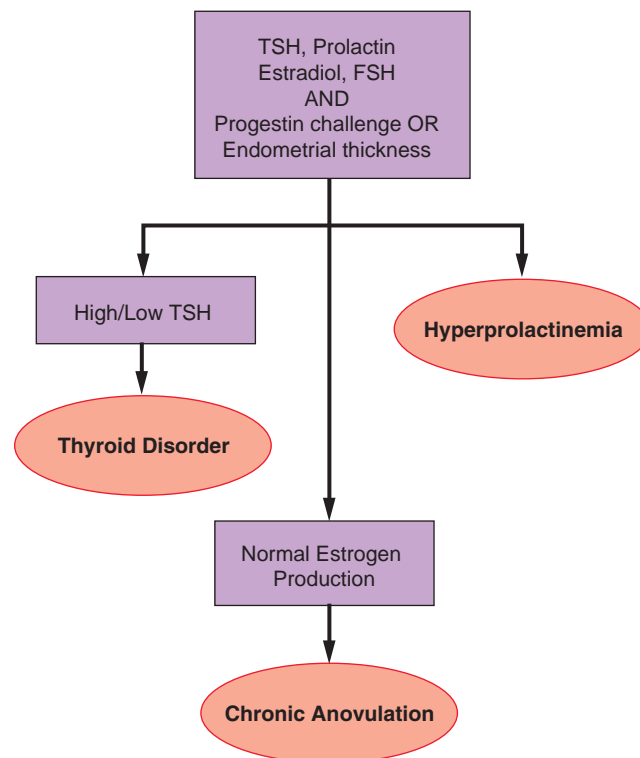 TSH, Prolactin
Estradiol, FSH
AND
Progestin challenge OR
Endometrial thickness
High/Low TSH
Hyperprolactinemia
Thyroid Disorder
Normal Estrogen
Production
Chronic Anovulation